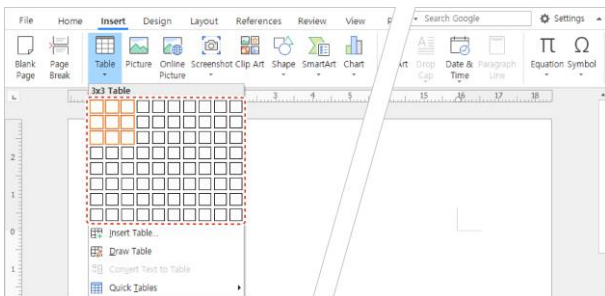 File Home Insert Design Layout References Review View Search Google Settings
Table Picture Online Screenshot Clip Art Shape SmartArt Chart Art Drop Date & Paragraph Equation Symbol
Blank Page Picture Cap Time Line
Page Break
3x3 Table
3 4 5 15 16 17 18
2
1
0
Insert Table...
Draw Table
Convert Text to Table
1
Quick Tables